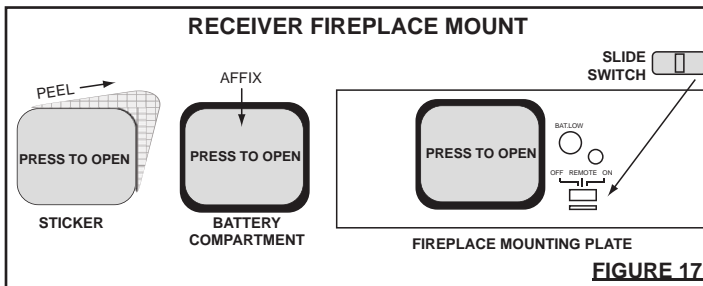 RECEIVER FIREPLACE MOUNT
SLIDE
SWITCH
PEEL
AFFIX
PRESS TO OPEN
PRESS TO OPEN
PRESS TO OPEN
BAT.LOW
OFF REMOTE ON
STICKER
BATTERY
COMPARTMENT
FIREPLACE MOUNTING PLATE
FIGURE 17